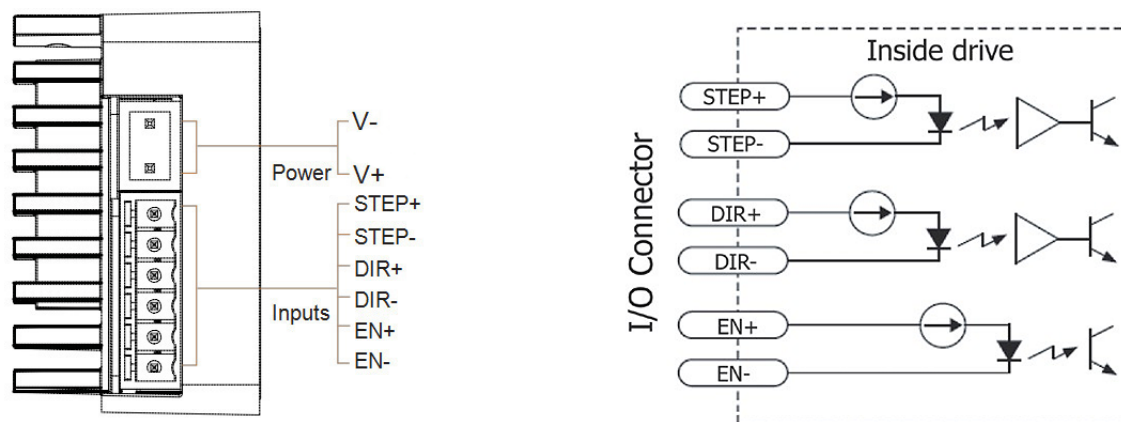 V-
Power
V+
STEP+
STEP-
DIR+
DIR-
Inputs
EN+
EN-
Inside drive
I/O Connector
STEP+
STEP-
DIR+
DIR-
EN+
EN-